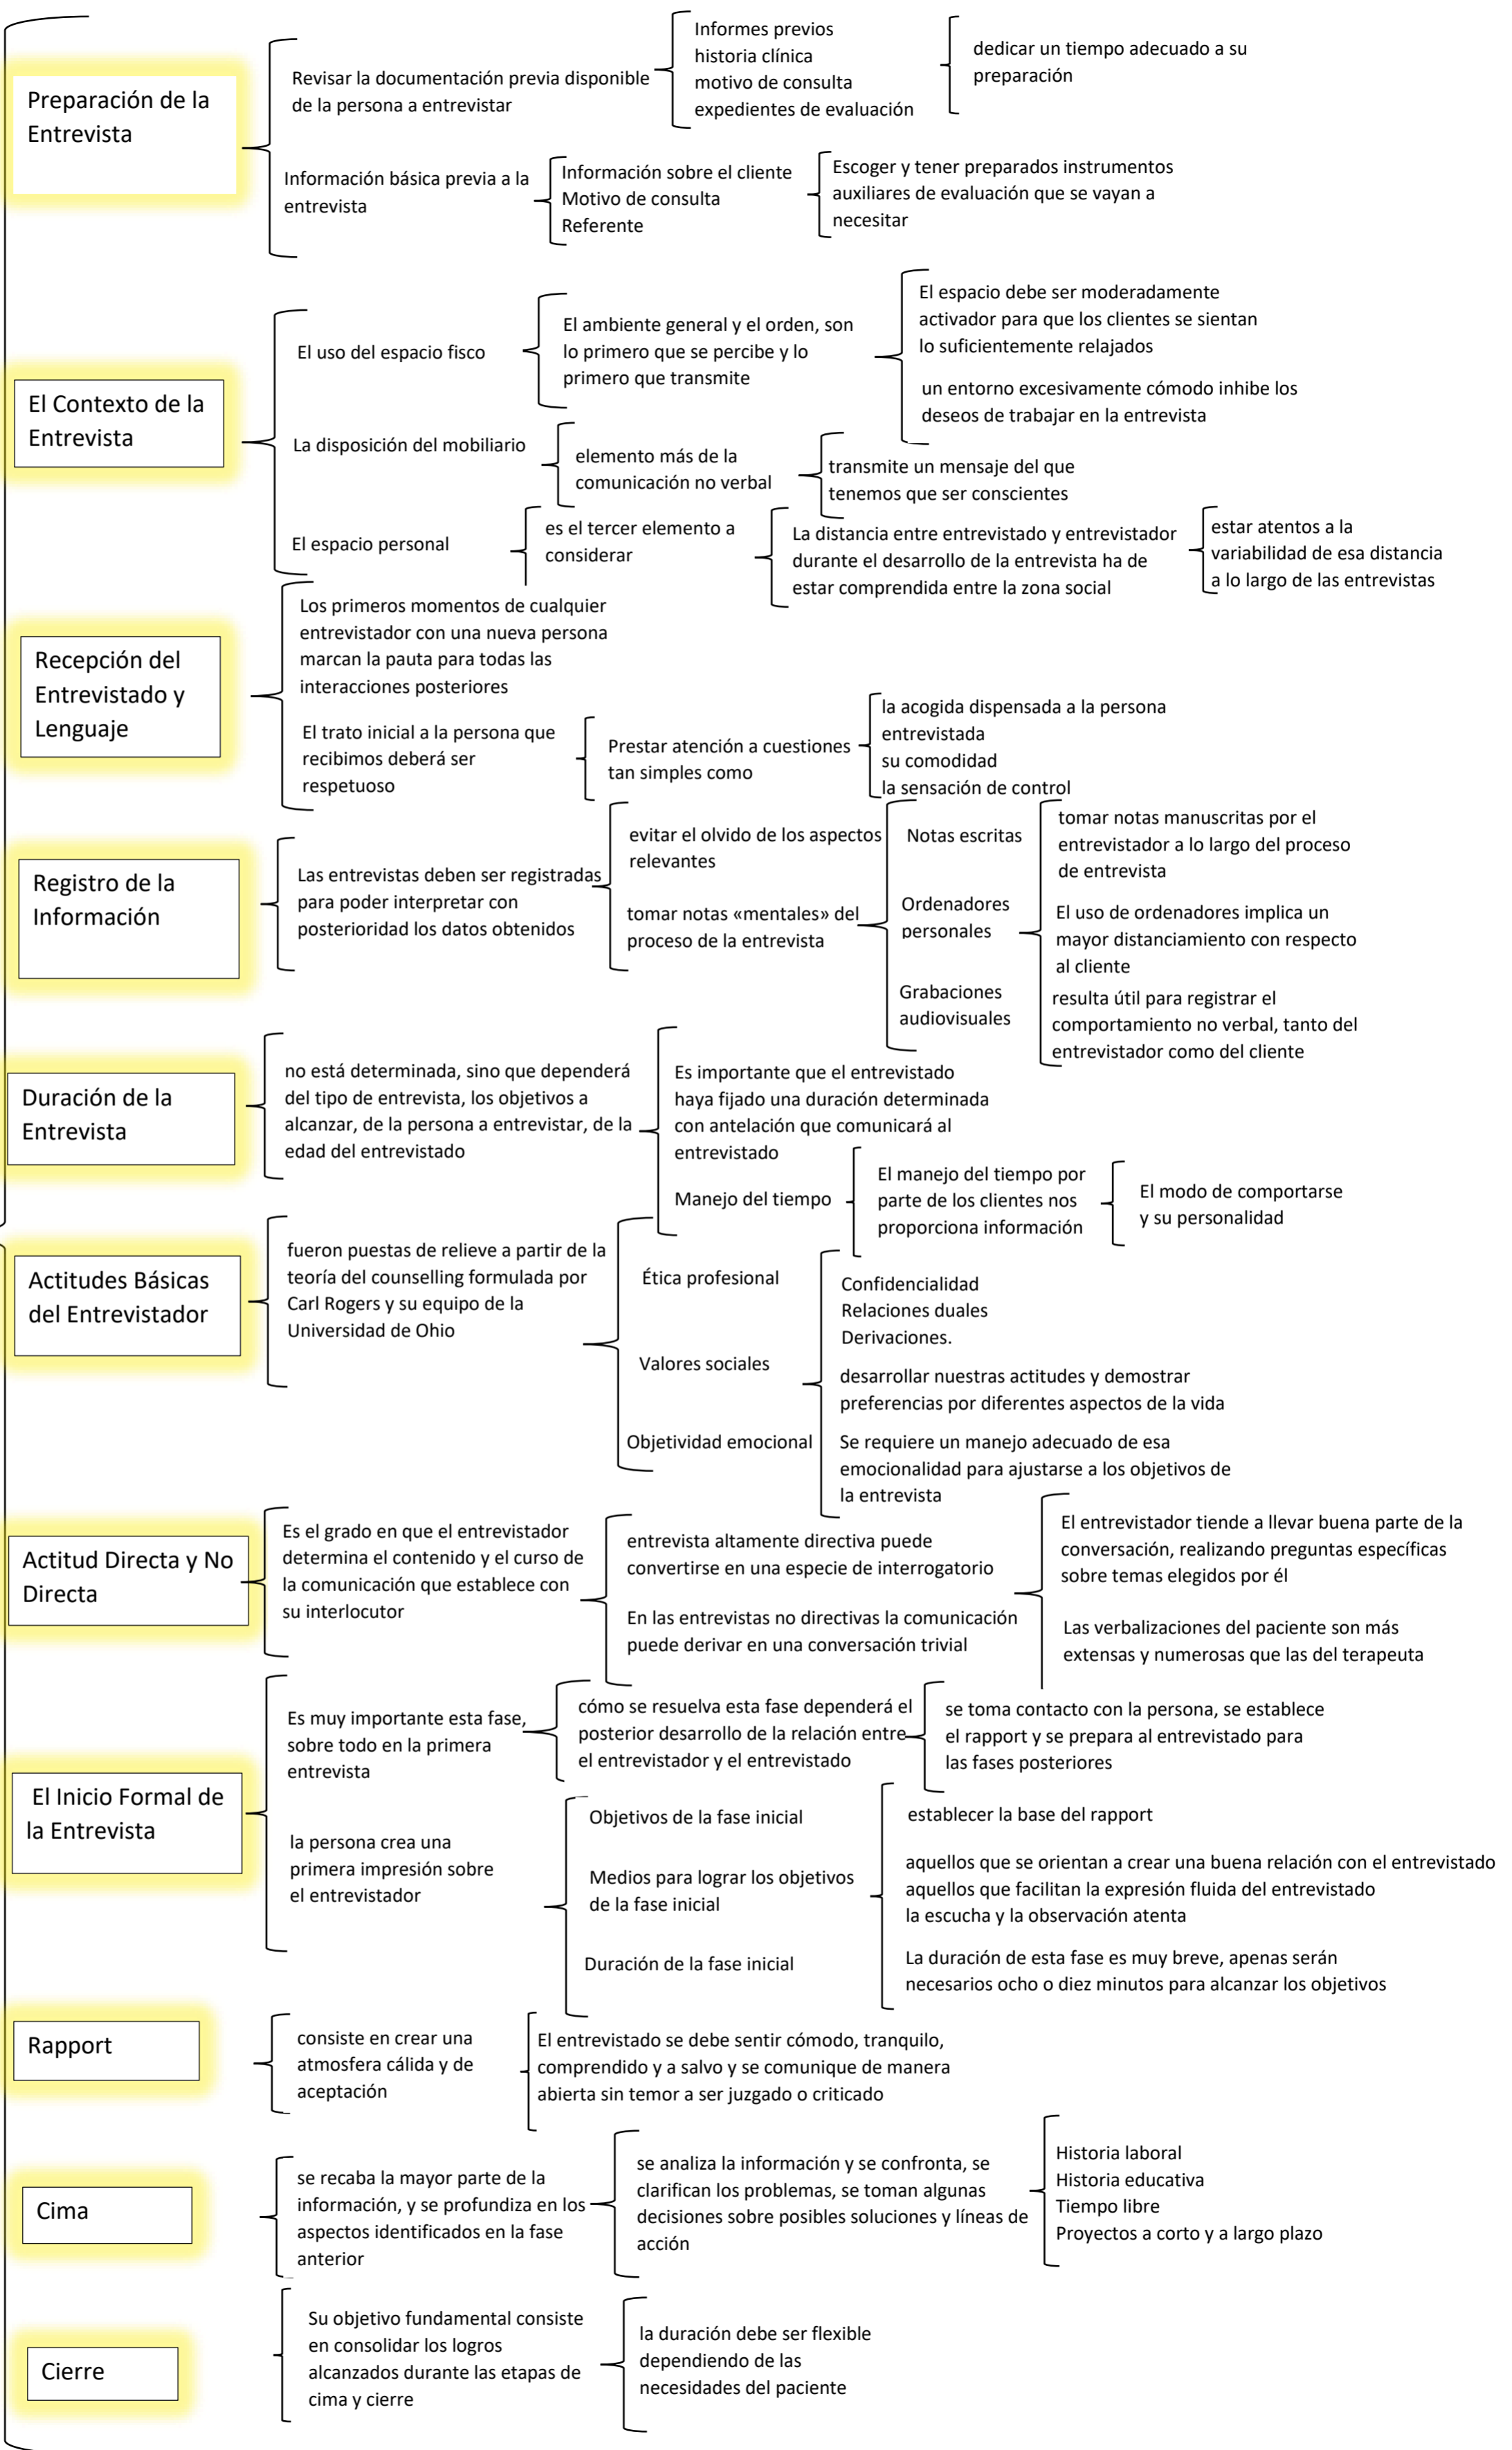 Preparación de la
Entrevista
Revisar la documentación previa disponible
de la persona a entrevistar
Informes previos
historia clínica
motivo de consulta
expedientes de evaluación
dedicar un tiempo adecuado a su
preparación
Información básica previa a la
entrevista
Información sobre el cliente
Motivo de consulta
Referente
Escoger y tener preparados instrumentos
auxiliares de evaluación que se vayan a
necesitar
El Contexto de la
Entrevista
El uso del espacio fisco
El ambiente general y el orden, son
lo primero que se percibe y lo
primero que transmite
El espacio debe ser moderadamente
activador para que los clientes se sientan
lo suficientemente relajados
un entorno excesivamente cómodo inhibe los
deseos de trabajar en la entrevista
La disposición del mobiliario
elemento más de la
comunicación no verbal
transmite un mensaje del que
tenemos que ser conscientes
El espacio personal
es el tercer elemento a
considerar
La distancia entre entrevistado y entrevistador
durante el desarrollo de la entrevista ha de
estar comprendida entre la zona social
estar atentos a la
variabilidad de esa distancia
a lo largo de las entrevistas
Recepción del
Entrevistado y
Lenguaje
Los primeros momentos de cualquier
entrevistador con una nueva persona
marcan la pauta para todas las
interacciones posteriores
El trato inicial a la persona que
recibimos deberá ser
respetuoso
Prestar atención a cuestiones
tan simples como
la acogida dispensada a la persona
entrevistada
su comodidad
la sensación de control
Registro de la
Información
Las entrevistas deben ser registradas
para poder interpretar con
posterioridad los datos obtenidos
evitar el olvido de los aspectos
relevantes
tomar notas «mentales» del
proceso de la entrevista
Notas escritas
Ordenadores
personales
Grabaciones
audiovisuales
tomar notas manuscritas por el
entrevistador a lo largo del proceso
de entrevista
El uso de ordenadores implica un
mayor distanciamiento con respecto
al cliente
resulta útil para registrar el
comportamiento no verbal, tanto del
entrevistador como del cliente
Duración de la
Entrevista
no está determinada, sino que dependerá
del tipo de entrevista, los objetivos a
alcanzar, de la persona a entrevistar, de la
edad del entrevistado
Es importante que el entrevistado
haya fijado una duración determinada
con antelación que comunicará al
entrevistado
Manejo del tiempo
El manejo del tiempo por
parte de los clientes nos
proporciona información
El modo de comportarse
y su personalidad
Actitudes Básicas
del Entrevistador
fueron puestas de relieve a partir de la
teoría del counselling formulada por
Carl Rogers y su equipo de la
Universidad de Ohio
Ética profesional
Valores sociales
Objetividad emocional
Confidencialidad
Relaciones duales
Derivaciones.
desarrollar nuestras actitudes y demostrar
preferencias por diferentes aspectos de la vida
Se requiere un manejo adecuado de esa
emocionalidad para ajustarse a los objetivos de
la entrevista
Actitud Directa y No
Directa
Es el grado en que el entrevistador
determina el contenido y el curso de
la comunicación que establece con
su interlocutor
entrevista altamente directiva puede
convertirse en una especie de interrogatorio
En las entrevistas no directivas la comunicación
puede derivar en una conversación trivial
El entrevistador tiende a llevar buena parte de la
conversación, realizando preguntas específicas
sobre temas elegidos por él
Las verbalizaciones del paciente son más
extensas y numerosas que las del terapeuta
El Inicio Formal de
la Entrevista
Es muy importante esta fase,
sobre todo en la primera
entrevista
cómo se resuelva esta fase dependerá el
posterior desarrollo de la relación entre
el entrevistador y el entrevistado
se toma contacto con la persona, se establece
el rapport y se prepara al entrevistado para
las fases posteriores
la persona crea una
primera impresión sobre
el entrevistador
Objetivos de la fase inicial
Medios para lograr los objetivos
de la fase inicial
Duración de la fase inicial
establecer la base del rapport
aquellos que se orientan a crear una buena relación con el entrevistado
aquellos que facilitan la expresión fluida del entrevistado
la escucha y la observación atenta
La duración de esta fase es muy breve, apenas serán
necesarios ocho o diez minutos para alcanzar los objetivos
Rapport
consiste en crear una
atmosfera cálida y de
aceptación
El entrevistado se debe sentir cómodo, tranquilo,
comprendido y a salvo y se comunique de manera
abierta sin temor a ser juzgado o criticado
Cima
se recaba la mayor parte de la
información, y se profundiza en los
aspectos identificados en la fase
anterior
se analiza la información y se confronta, se
clarifican los problemas, se toman algunas
decisiones sobre posibles soluciones y líneas de
acción
Historia laboral
Historia educativa
Tiempo libre
Proyectos a corto y a largo plazo
Cierre
Su objetivo fundamental consiste
en consolidar los logros
alcanzados durante las etapas de
cima y cierre
la duración debe ser flexible
dependiendo de las
necesidades del paciente